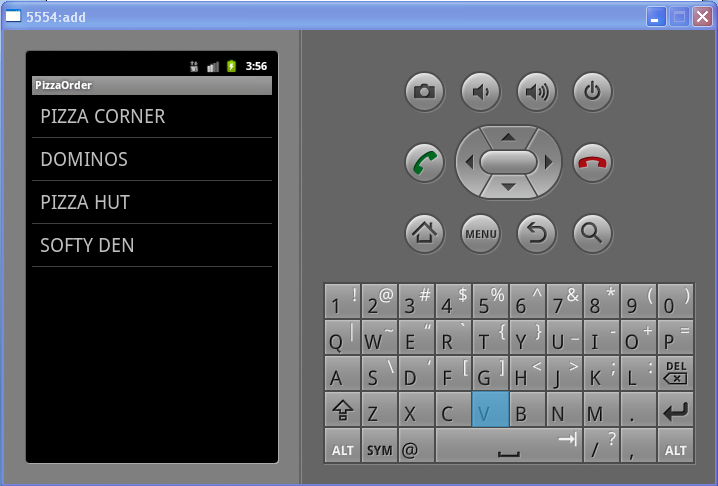 5554:add
3:56
PizzaOrder
PIZZA CORNER
DOMINOS
PIZZA HUT
SOFTY DEN
MENU
1 ! 2 @ 3 # 4 $ 5 % 6 ^ 7 & 8 * 9 ( 0 )
Q | W ~ E “ R ` T { Y } U _ I - O + P =
A S \ D ‘ F [ G ] H < J > K ; L : DEL
Z X C V B N M .
ALT SYM @ / ? , ALT